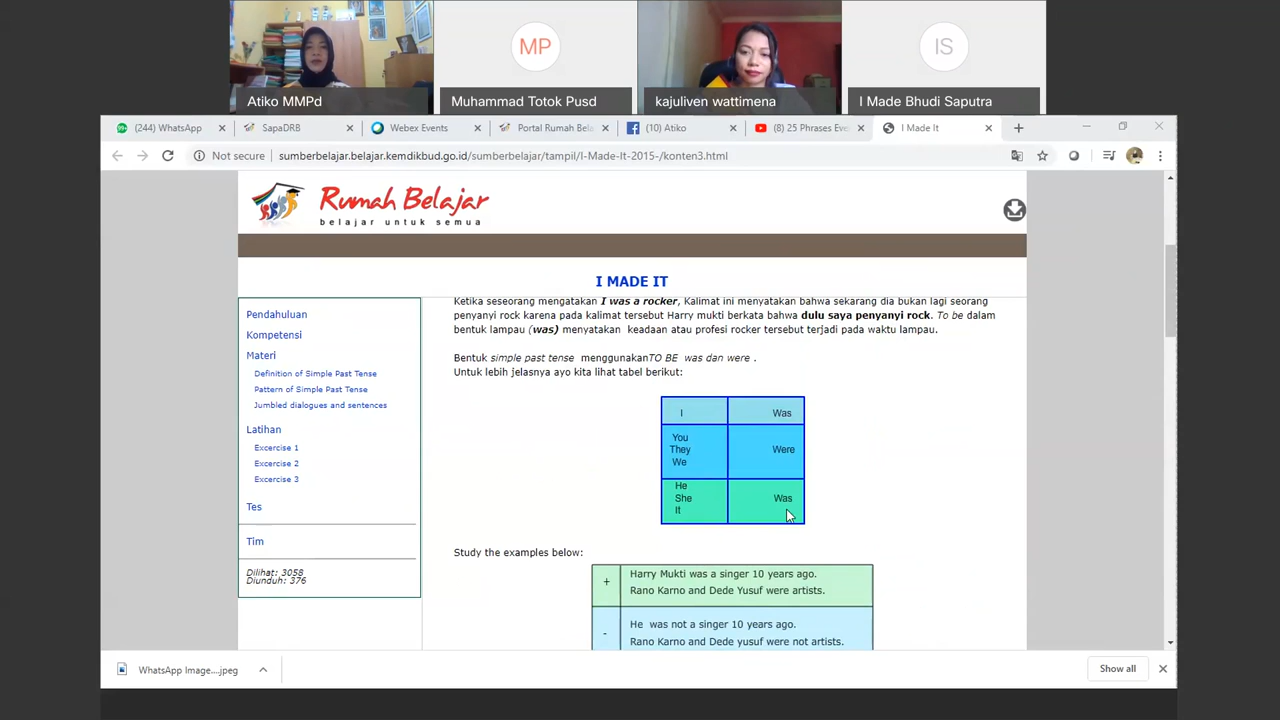 MP
IS
Atiko MMPd
Muhammad Totok Pusd
kajuliven wattimena
I Made Bhudi Saputra
(244) WhatsApp
SapaDRB
Webex Events
Portal Rumah Bela
(10) Atiko
(8) 25 Phrases Eve
I Made It
Not secure
sumberbelajar.belajar.kemdikbud.go.id/sumberbelajar/tampil/I-Made-It-2015-/konten3.html
Rumah Belajar
belajar untuk semua
I MADE IT
Pendahuluan
Kompetensi
Materi
Definition of Simple Past Tense
Pattern of Simple Past Tense
Jumbled dialogues and sentences
Latihan
Excercise 1
Excercise 2
Excercise 3
Tes
Tim
Dilihat: 3058
Diunduh: 376
Ketika seseorang mengatakan I was a rocker, Kalimat ini menyatakan bahwa sekarang dia bukan lagi seorang
penyanyi rock karena pada kalimat tersebut Harry mukti berkata bahwa dulu saya penyanyi rock. To be dalam
bentuk lampau (was) menyatakan keadaan atau profesi rocker tersebut terjadi pada waktu lampau.
Bentuk simple past tense menggunakanTO BE was dan were .
Untuk lebih jelasnya ayo kita lihat tabel berikut:
I Was
You
They Were
We
He
She Was
It
Study the examples below:
+
Harry Mukti was a singer 10 years ago.
Rano Karno and Dede Yusuf were artists.
-
He was not a singer 10 years ago.
Rano Karno and Dede yusuf were not artists.
WhatsApp Image....jpeg
Show all